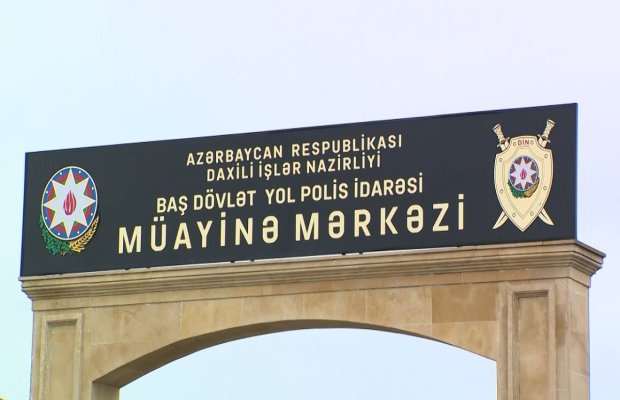 AZƏRBAYCAN RESPUBLİKASI
DAXİLİ İŞLƏR NAZİRLİYİ
BAŞ DÖVLƏT YOL POLİS İDARƏSİ
MÜAYİNƏ MƏRKƏZİ
DİN